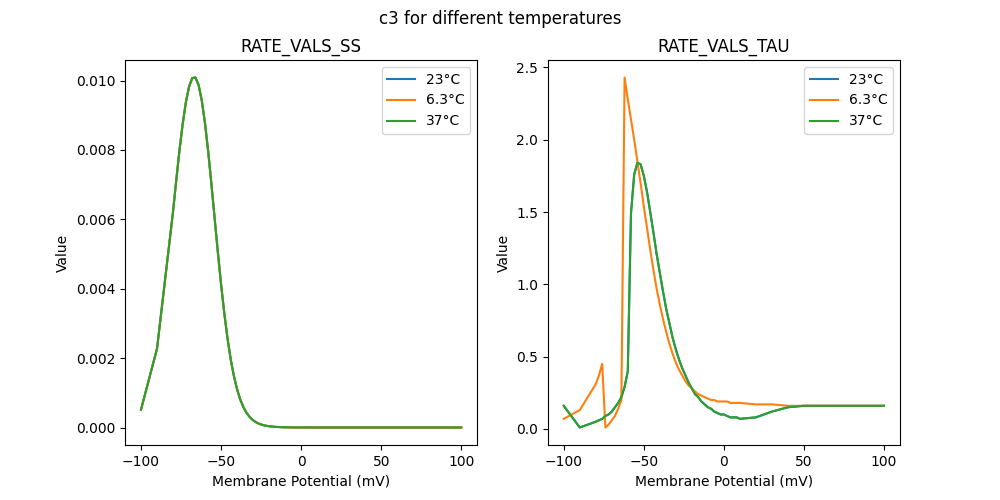 c3 for different temperatures
RATE_VALS_SS
0.010
0.008
0.006
0.004
0.002
0.000
Value
23°C
6.3°C
37°C
−100
−50
0
50
100
Membrane Potential (mV)
RATE_VALS_TAU
2.5
2.0
1.5
1.0
0.5
0.0
Value
23°C
6.3°C
37°C
−100
−50
0
50
100
Membrane Potential (mV)